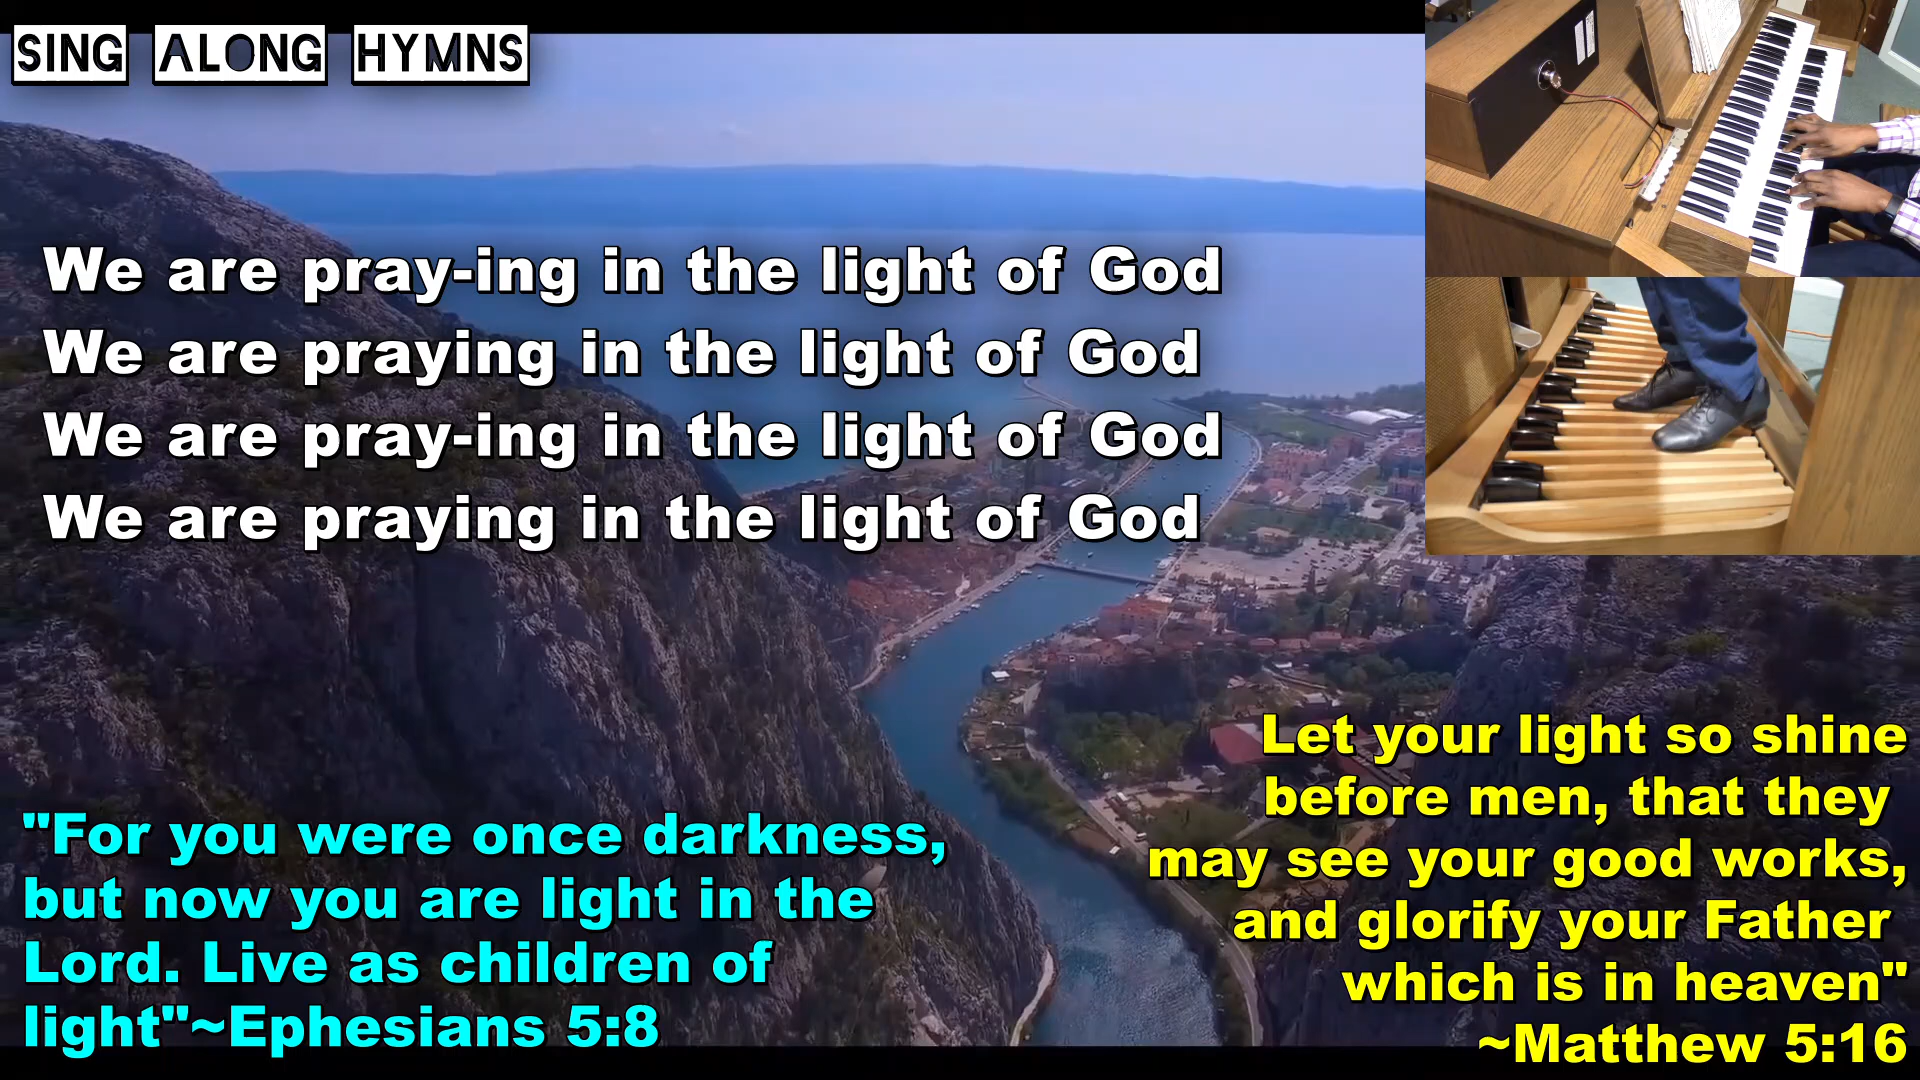 SING ALONG HYMNS
We are pray-ing in the light of God
We are praying in the light of God
We are pray-ing in the light of God
We are praying in the light of God
"For you were once darkness,
but now you are light in the
Lord. Live as children of
light"~Ephesians 5:8
Let your light so shine
before men, that they
may see your good works,
and glorify your Father
which is in heaven"
~Matthew 5:16